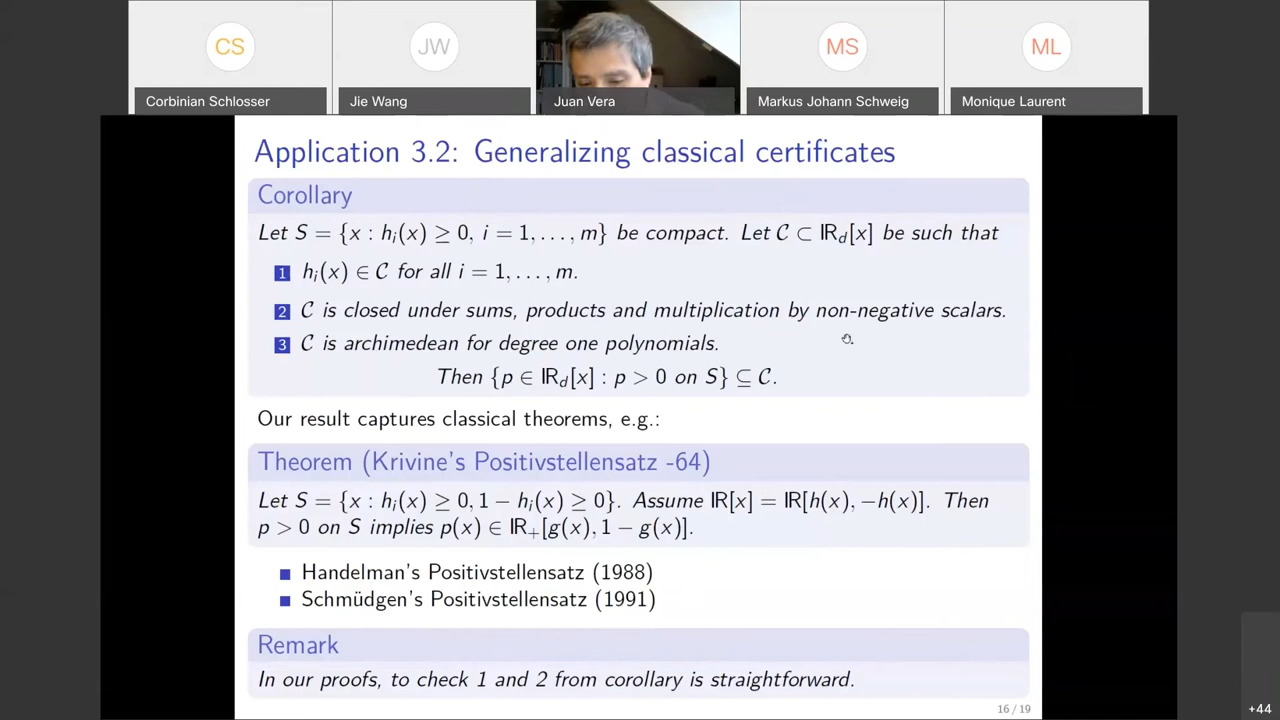 CS
JW
MS
ML
Corbinian Schlosser
Jie Wang
Juan Vera
Markus Johann Schweig
Monique Laurent
Application 3.2: Generalizing classical certificates
Corollary
Let S = {x : hᵢ(x) ≥ 0, i = 1, . . . , m} be compact. Let 𝒞 ⊂ ℝ_d[x] be such that
1 hᵢ(x) ∈ 𝒞 for all i = 1, . . . , m.
2 𝒞 is closed under sums, products and multiplication by non-negative scalars.
3 𝒞 is archimedean for degree one polynomials.
Then {p ∈ ℝ_d[x] : p > 0 on S} ⊆ 𝒞.
Our result captures classical theorems, e.g.:
Theorem (Krivine's Positivstellensatz -64)
Let S = {x : hᵢ(x) ≥ 0, 1 − hᵢ(x) ≥ 0}. Assume ℝ[x] = ℝ[h(x), −h(x)]. Then
p > 0 on S implies p(x) ∈ ℝ₊[g(x), 1 − g(x)].
■ Handelman's Positivstellensatz (1988)
■ Schmüdgen's Positivstellensatz (1991)
Remark
In our proofs, to check 1 and 2 from corollary is straightforward.
16 / 19
+44